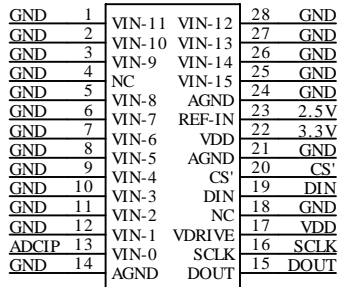 GND 1 VIN-11 VIN-12 28 GND
GND 2 VIN-10 VIN-13 27 GND
GND 3 VIN-9 VIN-14 26 GND
GND 4 NC VIN-15 25 GND
GND 5 VIN-8 AGND 24 GND
GND 6 VIN-7 REF-IN 23 2.5V
GND 7 VIN-6 VDD 22 3.3V
GND 8 VIN-5 AGND 21 GND
GND 9 VIN-4 CS' 20 CS'
GND 10 VIN-3 DIN 19 DIN
GND 11 VIN-2 NC 18 GND
GND 12 VIN-1 VDRIVE 17 VDD
ADCIP 13 VIN-0 SCLK 16 SCLK
GND 14 AGND DOUT 15 DOUT